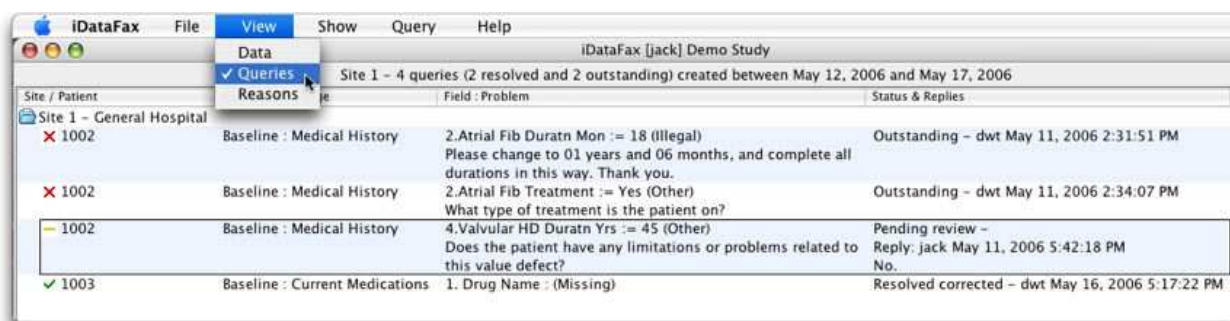 iDataFax File View Show Query Help
iDataFax [jack] Demo Study
Data
✓ Queries
Reasons
Site 1 – 4 queries (2 resolved and 2 outstanding) created between May 12, 2006 and May 17, 2006
Site / Patient Field : Problem Status & Replies
Site 1 – General Hospital
1002 Baseline : Medical History 2.Atrial Fib Duratn Mon := 18 (Illegal) Outstanding – dwt May 11, 2006 2:31:51 PM
Please change to 01 years and 06 months, and complete all
durations in this way. Thank you.
1002 Baseline : Medical History 2.Atrial Fib Treatment := Yes (Other) Outstanding – dwt May 11, 2006 2:34:07 PM
What type of treatment is the patient on?
1002 Baseline : Medical History 4.Valvular HD Duratn Yrs := 45 (Other) Pending review –
Does the patient have any limitations or problems related to Reply: jack May 11, 2006 5:42:18 PM
this value defect? No.
1003 Baseline : Current Medications 1. Drug Name : (Missing) Resolved corrected – dwt May 16, 2006 5:17:22 PM